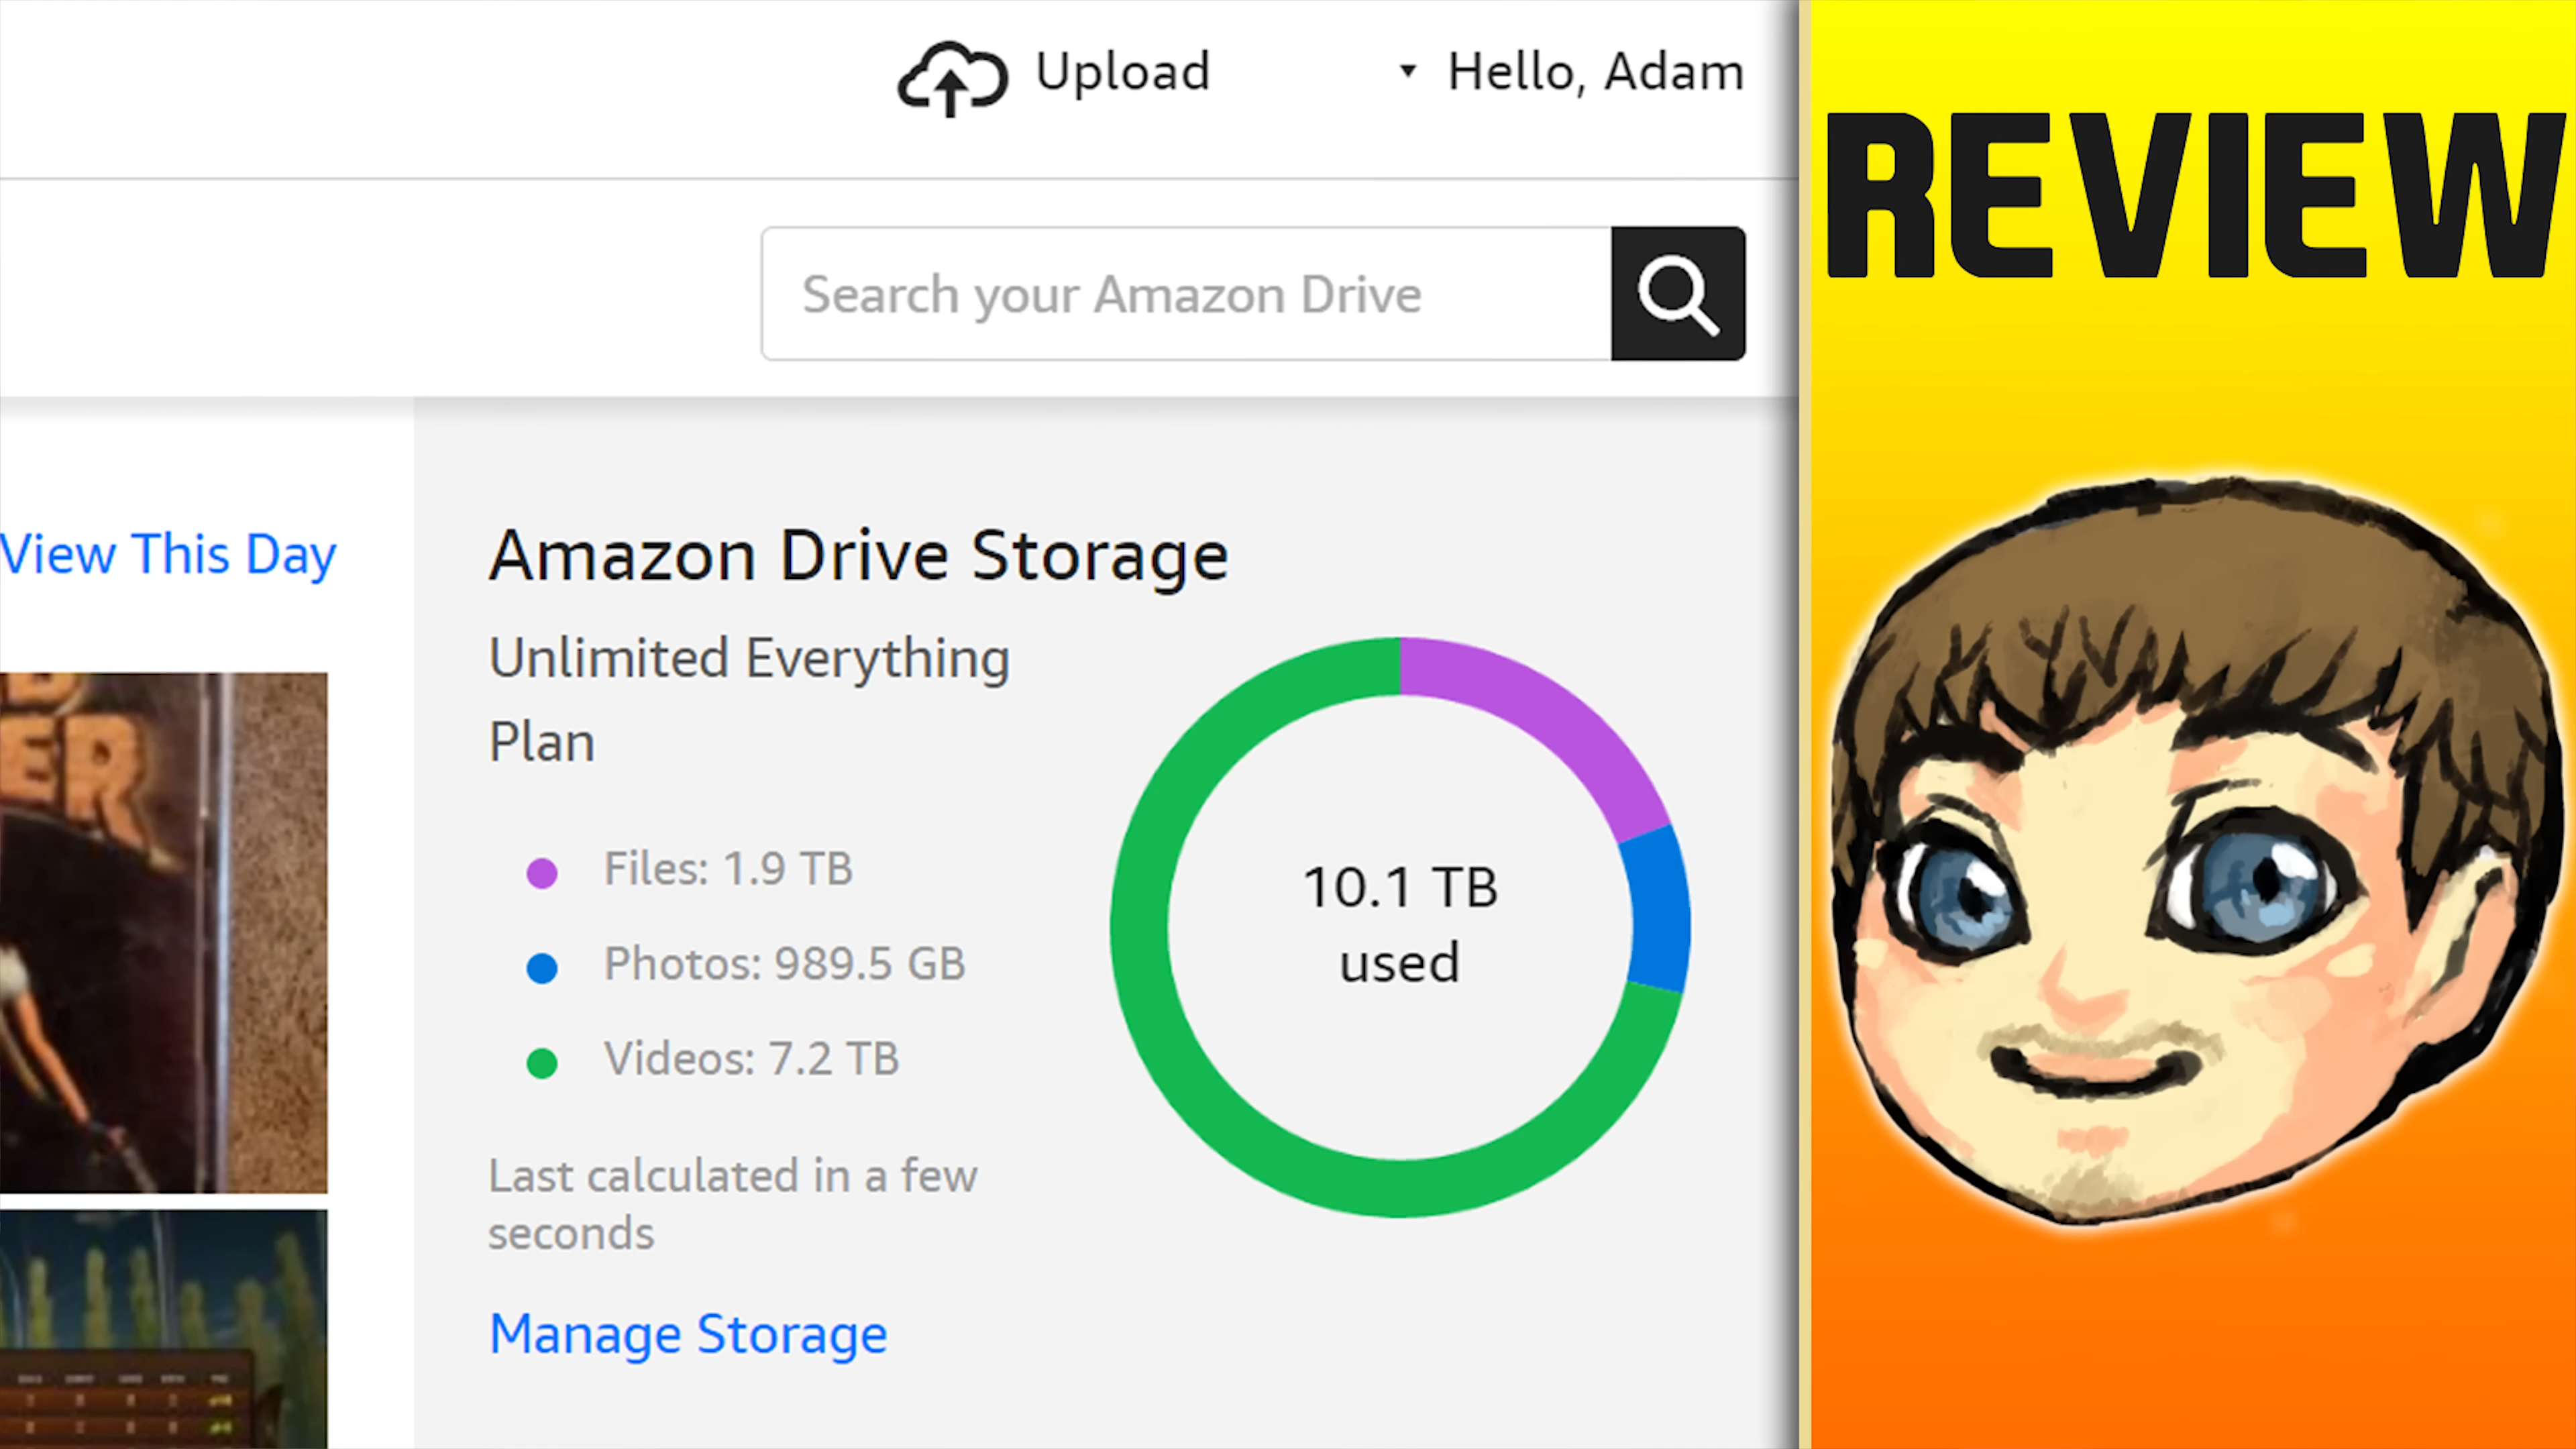 Upload
Hello, Adam
REVIEW
Search your Amazon Drive
View This Day
Amazon Drive Storage
Unlimited Everything
Plan
ER
Files: 1.9 TB
Photos: 989.5 GB
Videos: 7.2 TB
10.1 TB
used
Last calculated in a few
seconds
Manage Storage